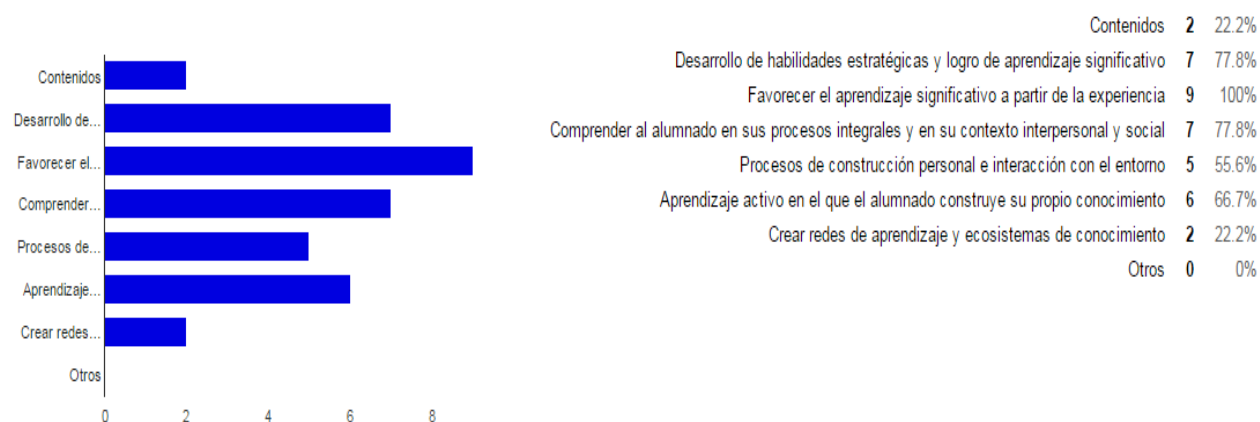 Contenidos
Desarrollo de...
Favorecer el...
Comprender...
Procesos de...
Aprendizaje...
Crear redes...
Otros
0 2 4 6 8
Contenidos 2 22.2%
Desarrollo de habilidades estratégicas y logro de aprendizaje significativo 7 77.8%
Favorecer el aprendizaje significativo a partir de la experiencia 9 100%
Comprender al alumnado en sus procesos integrales y en su contexto interpersonal y social 7 77.8%
Procesos de construcción personal e interacción con el entorno 5 55.6%
Aprendizaje activo en el que el alumnado construye su propio conocimiento 6 66.7%
Crear redes de aprendizaje y ecosistemas de conocimiento 2 22.2%
Otros 0 0%